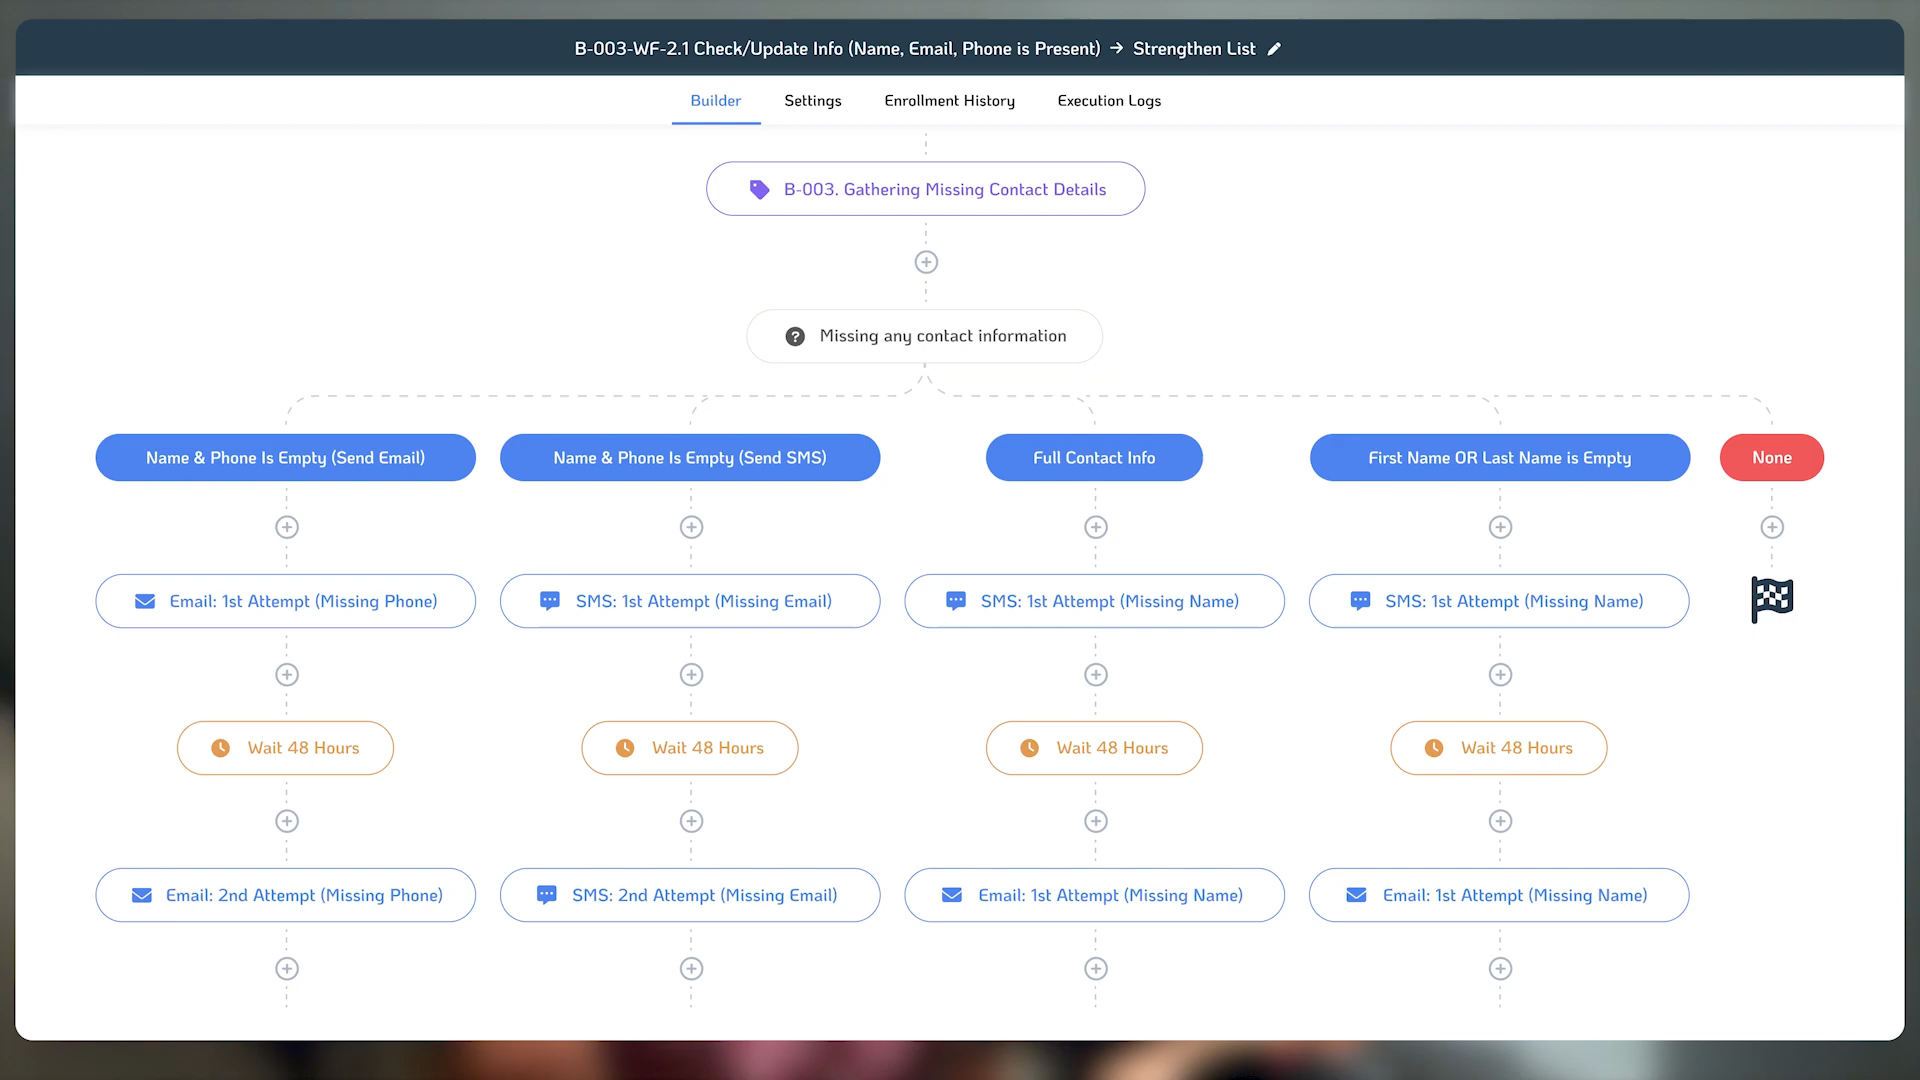 B-003-WF-2.1 Check/Update Info (Name, Email, Phone is Present) → Strengthen List
Builder
Settings
Enrollment History
Execution Logs
B-003. Gathering Missing Contact Details
Missing any contact information
Name & Phone Is Empty (Send Email)
Name & Phone Is Empty (Send SMS)
Full Contact Info
First Name OR Last Name is Empty
None
Email: 1st Attempt (Missing Phone)
SMS: 1st Attempt (Missing Email)
SMS: 1st Attempt (Missing Name)
SMS: 1st Attempt (Missing Name)
Wait 48 Hours
Wait 48 Hours
Wait 48 Hours
Wait 48 Hours
Email: 2nd Attempt (Missing Phone)
SMS: 2nd Attempt (Missing Email)
Email: 1st Attempt (Missing Name)
Email: 1st Attempt (Missing Name)